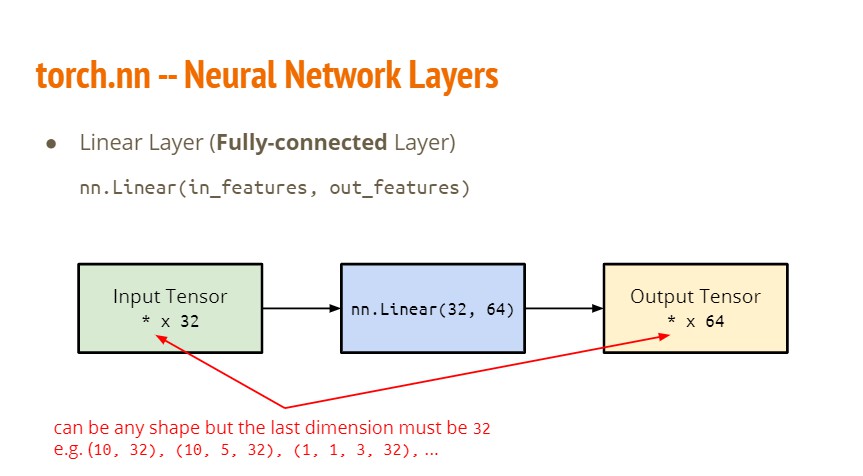 torch.nn -- Neural Network Layers
● Linear Layer (Fully-connected Layer)
nn.Linear(in_features, out_features)
Input Tensor
* x 32
nn.Linear(32, 64)
Output Tensor
* x 64
can be any shape but the last dimension must be 32
e.g. (10, 32), (10, 5, 32), (1, 1, 3, 32), ...